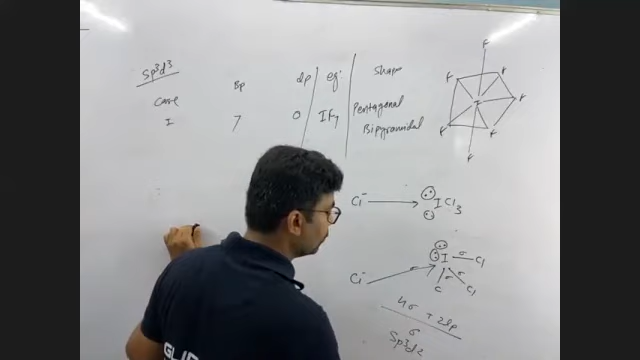 Sp³d³
Case Bp lp eg: Shape
I 7 0 IF₇ Pentagonal
Bipyramidal
F
F F
I
F F
F
F
Cl⁻ ICl₃
Cl⁻ σ I σ Cl
σ σ
C Cl
4σ + 2lp
6
Sp³d²